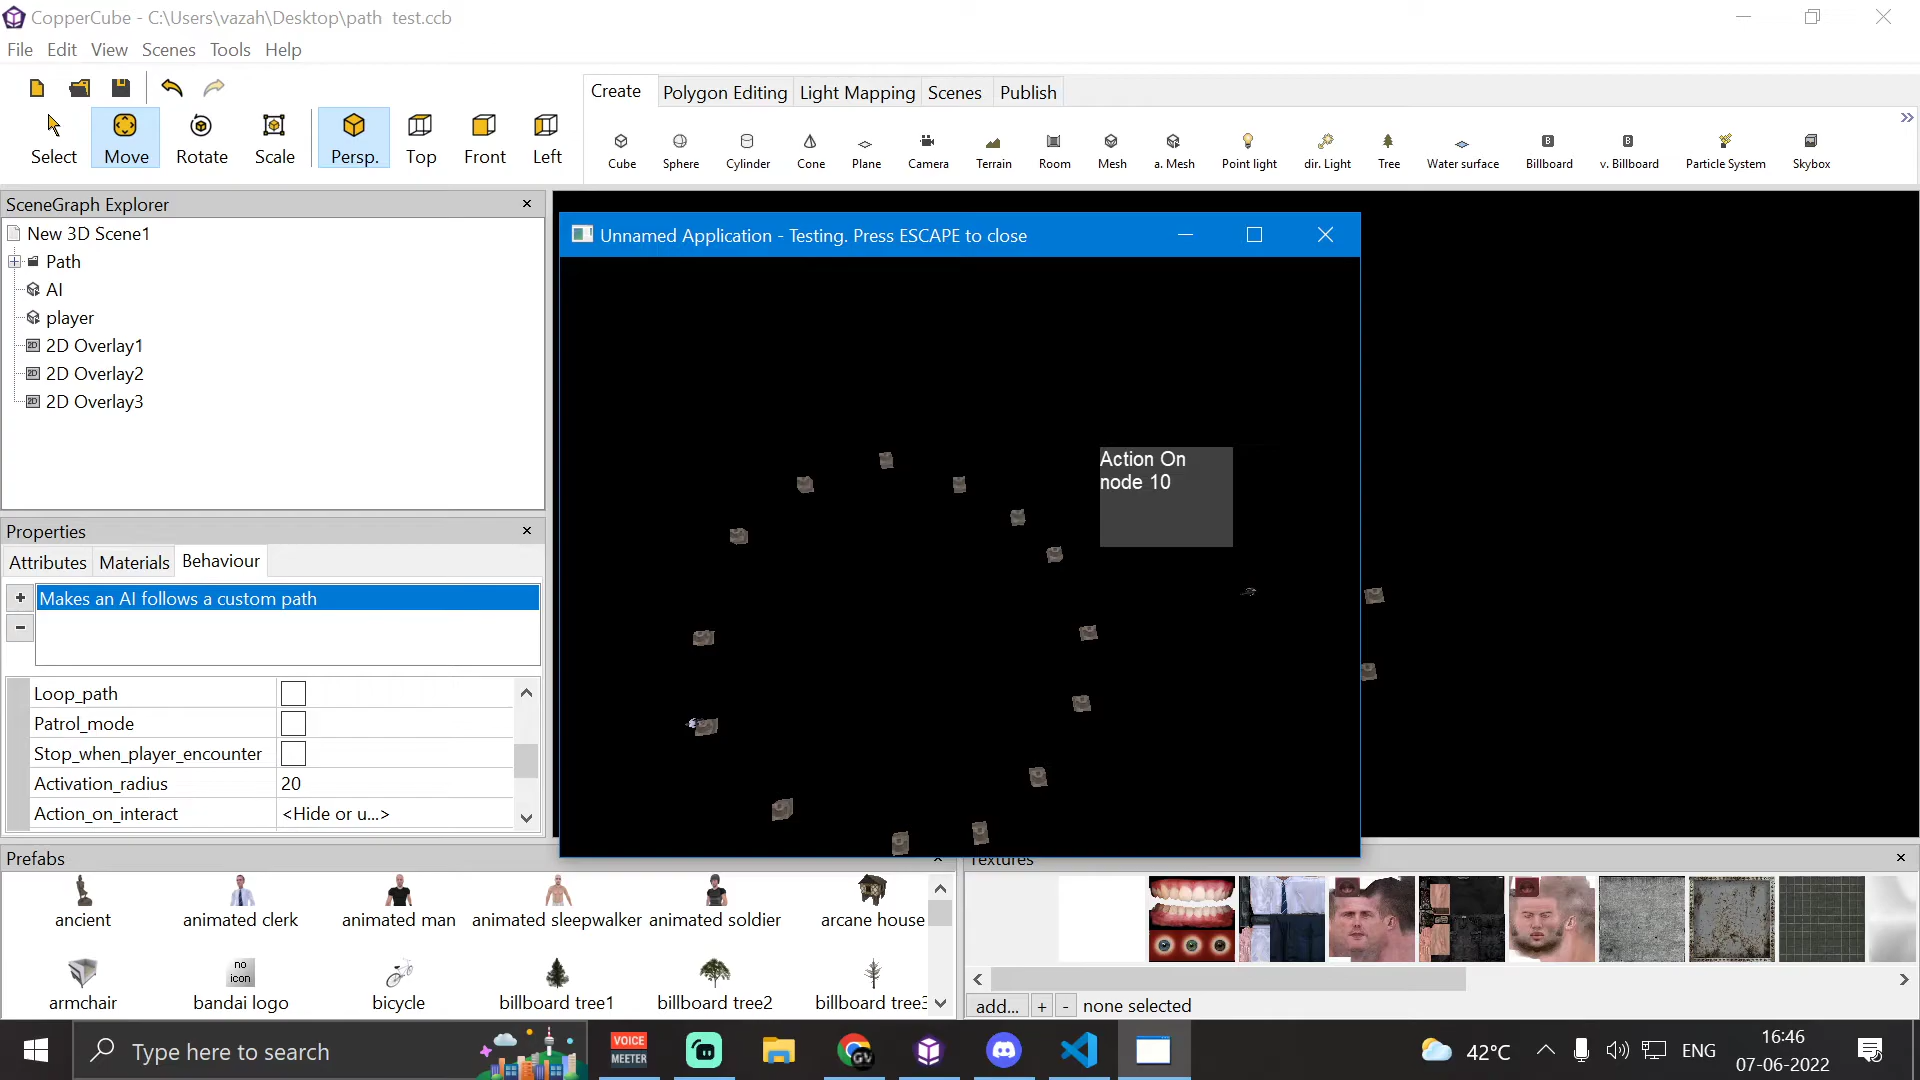 CopperCube - C:\Users\vazah\Desktop\path test.ccb
File Edit View Scenes Tools Help
Create Polygon Editing Light Mapping Scenes Publish
Select Move Rotate Scale Persp. Top Front Left
Cube Sphere Cylinder Cone Plane Camera Terrain Room Mesh a. Mesh Point light dir. Light Tree Water surface Billboard v. Billboard Particle System Skybox
SceneGraph Explorer
New 3D Scene1
Path
AI
player
2D Overlay1
2D Overlay2
2D Overlay3
Unnamed Application - Testing. Press ESCAPE to close
Action On
node 10
Properties
Attributes Materials Behaviour
Makes an AI follows a custom path
Loop_path
Patrol_mode
Stop_when_player_encounter
Activation_radius 20
Action_on_interact <Hide or u...>
Prefabs
ancient animated clerk animated man animated sleepwalker animated soldier arcane house
no
icon
armchair bandai logo bicycle billboard tree1 billboard tree2 billboard tree3
Textures
add... + - none selected
Type here to search
VOICE
MEETER
GV
42°C
ENG
16:46
07-06-2022